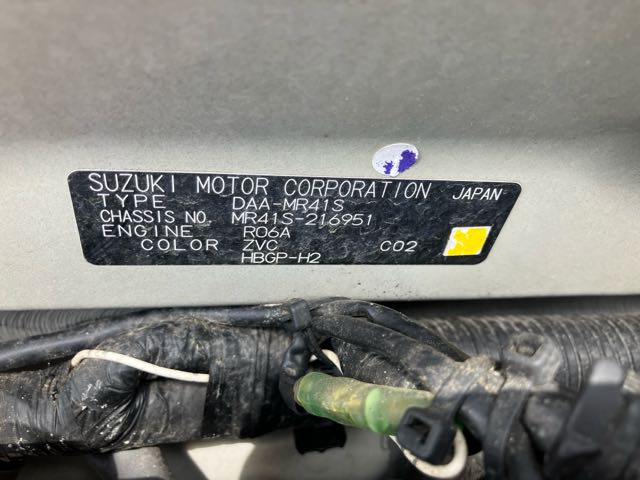 SUZUKI MOTOR CORPORATION JAPAN
TYPE DAA-MR41S
CHASSIS NO. MR41S-216951
ENGINE R06A
COLOR ZVC C02
HBGP-H2